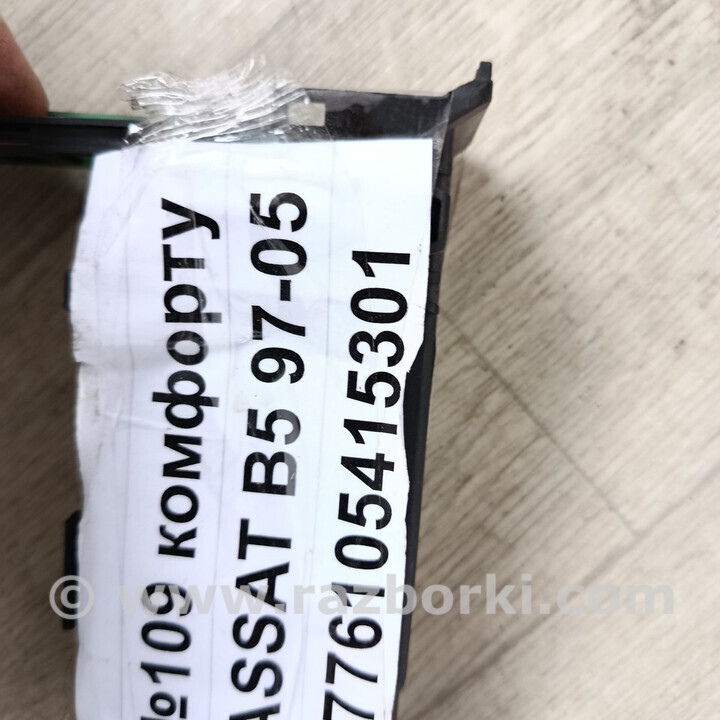 №109 комфорту
ASSAT B5 97-05
776105415301
© www.razborki.com